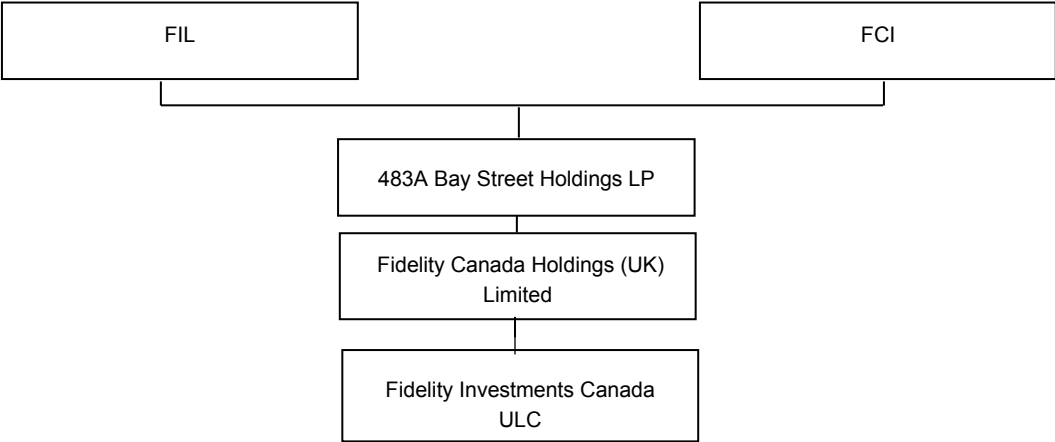 FIL
FCI
483A Bay Street Holdings LP
Fidelity Canada Holdings (UK)
Limited
Fidelity Investments Canada
ULC